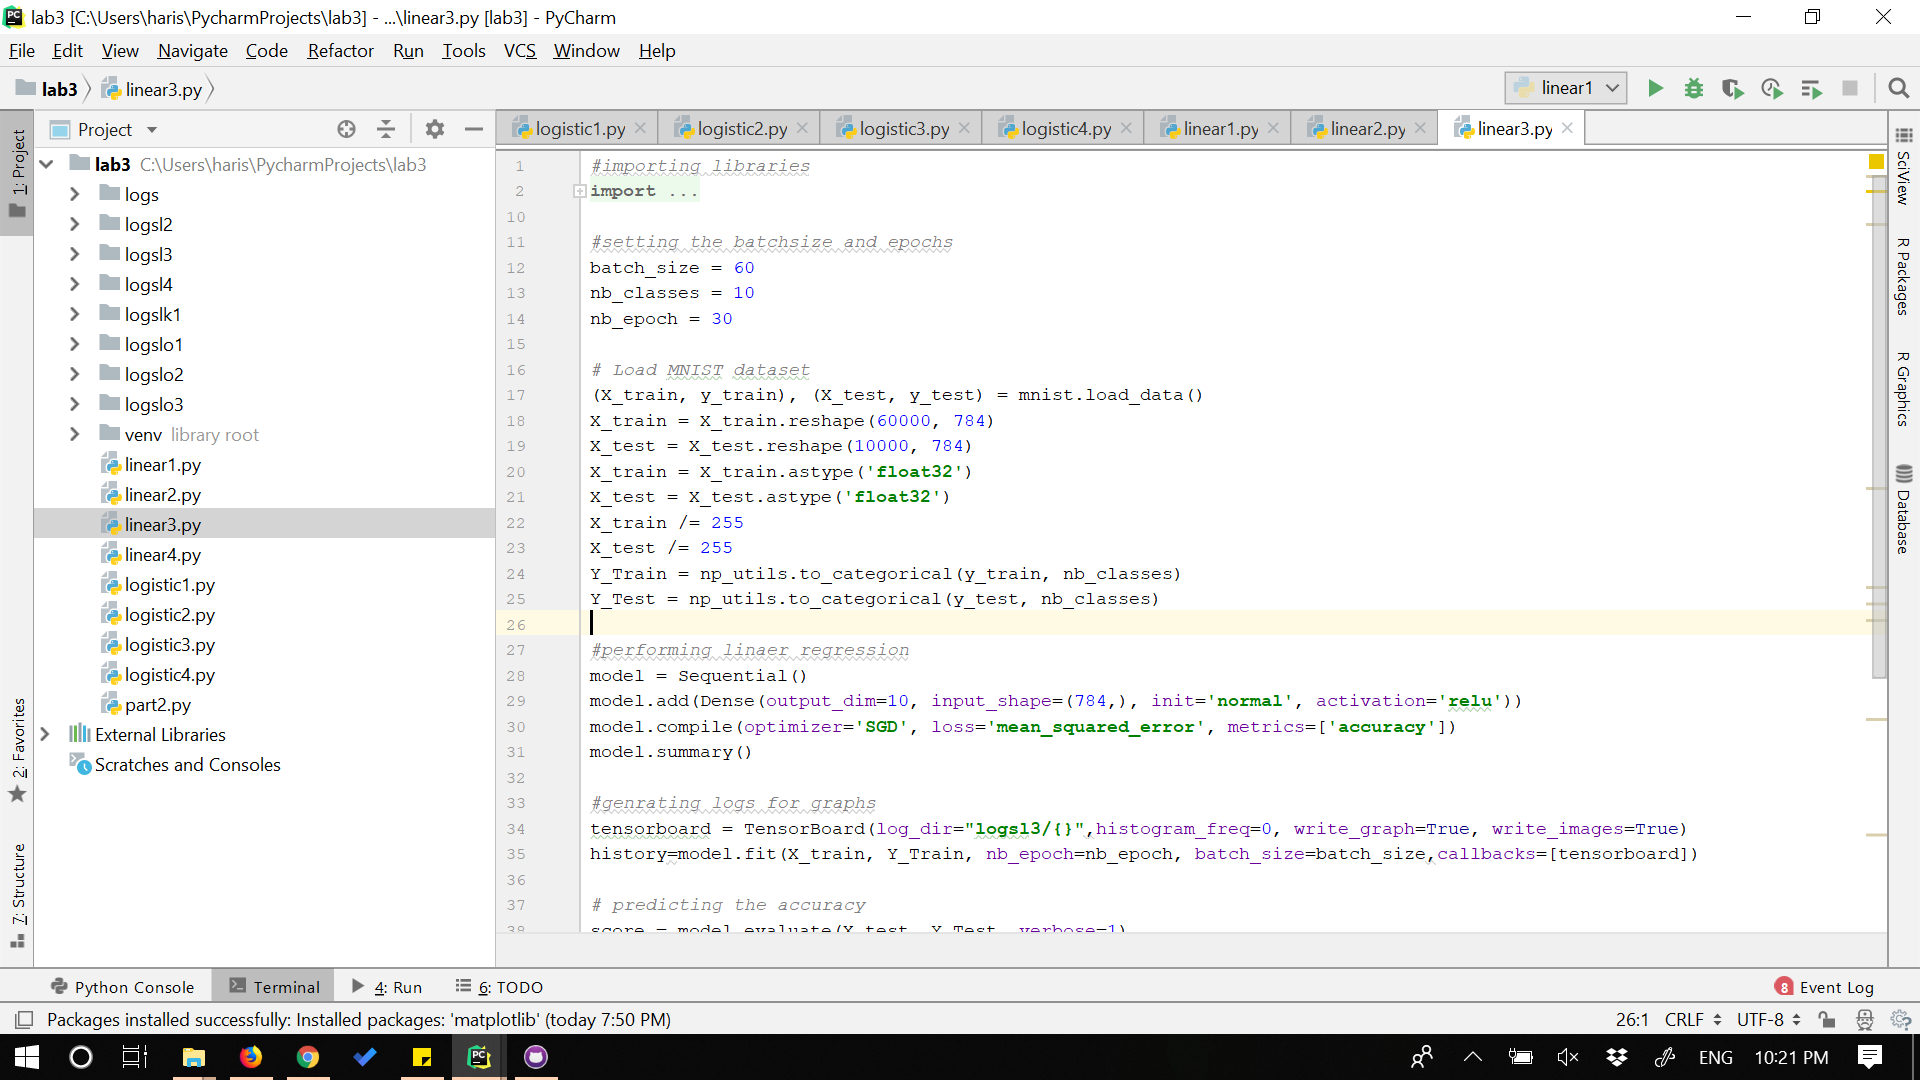 lab3 [C:\Users\haris\PycharmProjects\lab3] - ...\linear3.py [lab3] - PyCharm
File Edit View Navigate Code Refactor Run Tools VCS Window Help
lab3 linear3.py linear1
1: Project
Project
logistic1.py logistic2.py logistic3.py logistic4.py linear1.py linear2.py linear3.py
lab3 C:\Users\haris\PycharmProjects\lab3
logs
logsl2
logsl3
logsl4
logslk1
logslo1
logslo2
logslo3
venv library root
linear1.py
linear2.py
linear3.py
linear4.py
logistic1.py
logistic2.py
logistic3.py
logistic4.py
part2.py
External Libraries
Scratches and Consoles
2: Favorites
7: Structure
1 #importing libraries
2 import ...
10
11 #setting the batchsize and epochs
12 batch_size = 60
13 nb_classes = 10
14 nb_epoch = 30
15
16 # Load MNIST dataset
17 (X_train, y_train), (X_test, y_test) = mnist.load_data()
18 X_train = X_train.reshape(60000, 784)
19 X_test = X_test.reshape(10000, 784)
20 X_train = X_train.astype('float32')
21 X_test = X_test.astype('float32')
22 X_train /= 255
23 X_test /= 255
24 Y_Train = np_utils.to_categorical(y_train, nb_classes)
25 Y_Test = np_utils.to_categorical(y_test, nb_classes)
26
27 #performing linaer regression
28 model = Sequential()
29 model.add(Dense(output_dim=10, input_shape=(784,), init='normal', activation='relu'))
30 model.compile(optimizer='SGD', loss='mean_squared_error', metrics=['accuracy'])
31 model.summary()
32
33 #genrating logs for graphs
34 tensorboard = TensorBoard(log_dir="logsl3/{}",histogram_freq=0, write_graph=True, write_images=True)
35 history=model.fit(X_train, Y_Train, nb_epoch=nb_epoch, batch_size=batch_size,callbacks=[tensorboard])
36
37 # predicting the accuracy
38 score = model.evaluate(X_test, Y_Test, verbose=1)
SciView
R Packages
R Graphics
Database
Python Console Terminal 4: Run 6: TODO 8 Event Log
Packages installed successfully: Installed packages: 'matplotlib' (today 7:50 PM) 26:1 CRLF UTF-8
ENG 10:21 PM